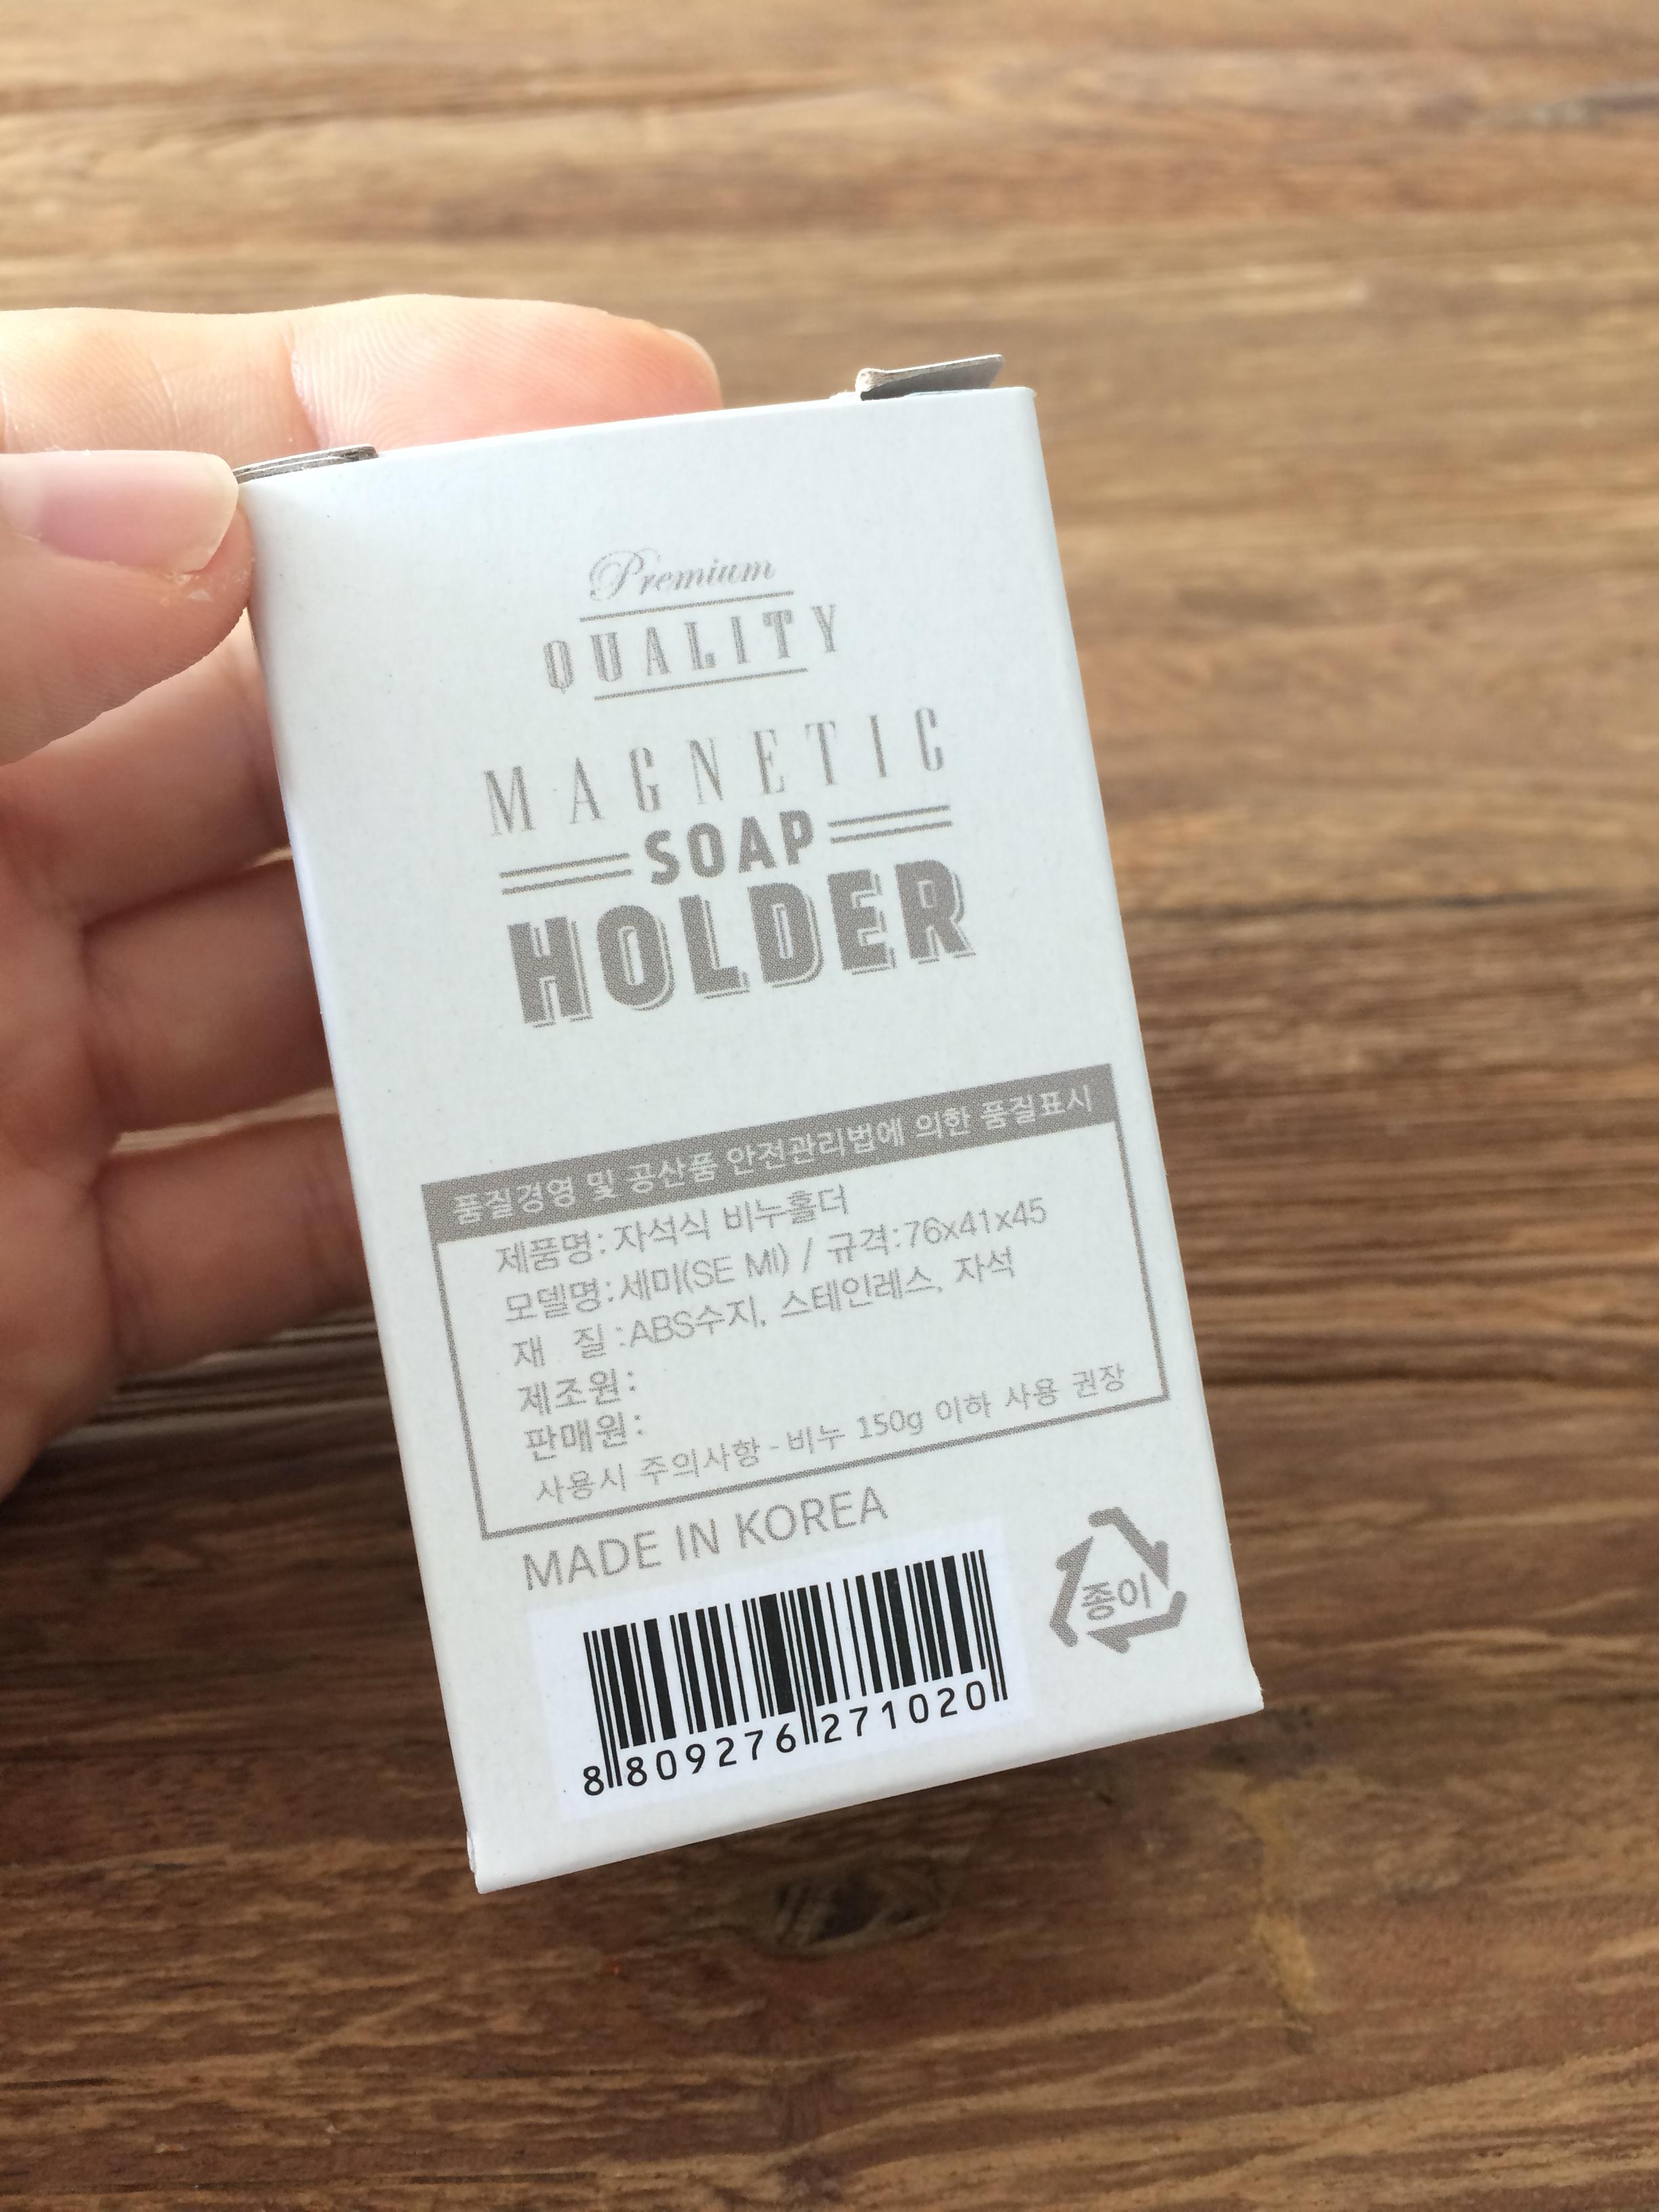 Premium
QUALITY
MAGNETIC
SOAP
HOLDER
품질경영 및 공산품 안전관리법에 의한 품질표시
제품명: 자석식 비누홀더
모델명: 세미(SE MI) / 규격:76x41x45
재 질:ABS수지, 스테인레스, 자석
제조원:
판매원:
사용시 주의사항 - 비누 150g 이하 사용 권장
MADE IN KOREA
종이
8 809276 271020